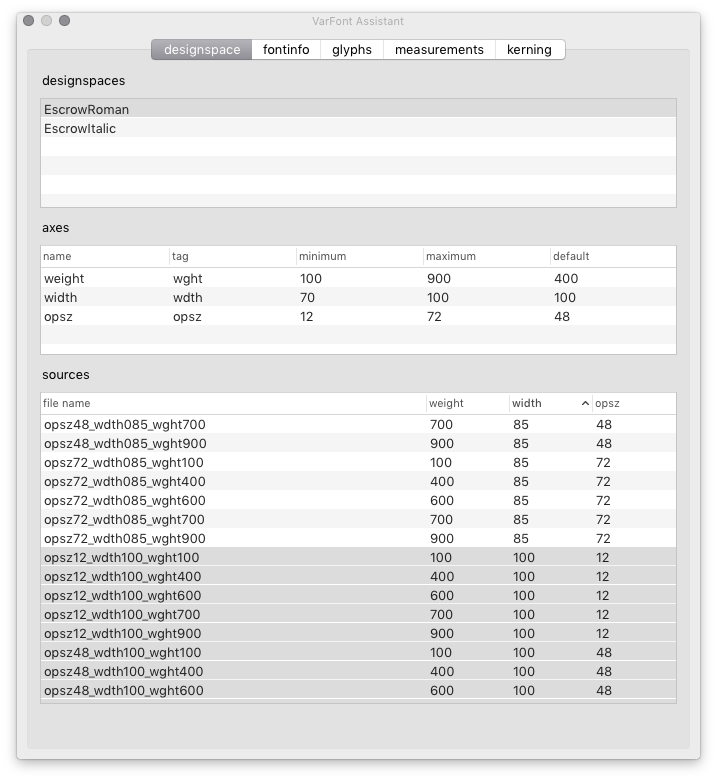 VarFont Assistant
designspace fontinfo glyphs measurements kerning
designspaces
EscrowRoman
EscrowItalic
axes
name tag minimum maximum default
weight wght 100 900 400
width wdth 70 100 100
opsz opsz 12 72 48
sources
file name weight width opsz
opsz48_wdth085_wght700 700 85 48
opsz48_wdth085_wght900 900 85 48
opsz72_wdth085_wght100 100 85 72
opsz72_wdth085_wght400 400 85 72
opsz72_wdth085_wght600 600 85 72
opsz72_wdth085_wght700 700 85 72
opsz72_wdth085_wght900 900 85 72
opsz12_wdth100_wght100 100 100 12
opsz12_wdth100_wght400 400 100 12
opsz12_wdth100_wght600 600 100 12
opsz12_wdth100_wght700 700 100 12
opsz12_wdth100_wght900 900 100 12
opsz48_wdth100_wght100 100 100 48
opsz48_wdth100_wght400 400 100 48
opsz48_wdth100_wght600 600 100 48